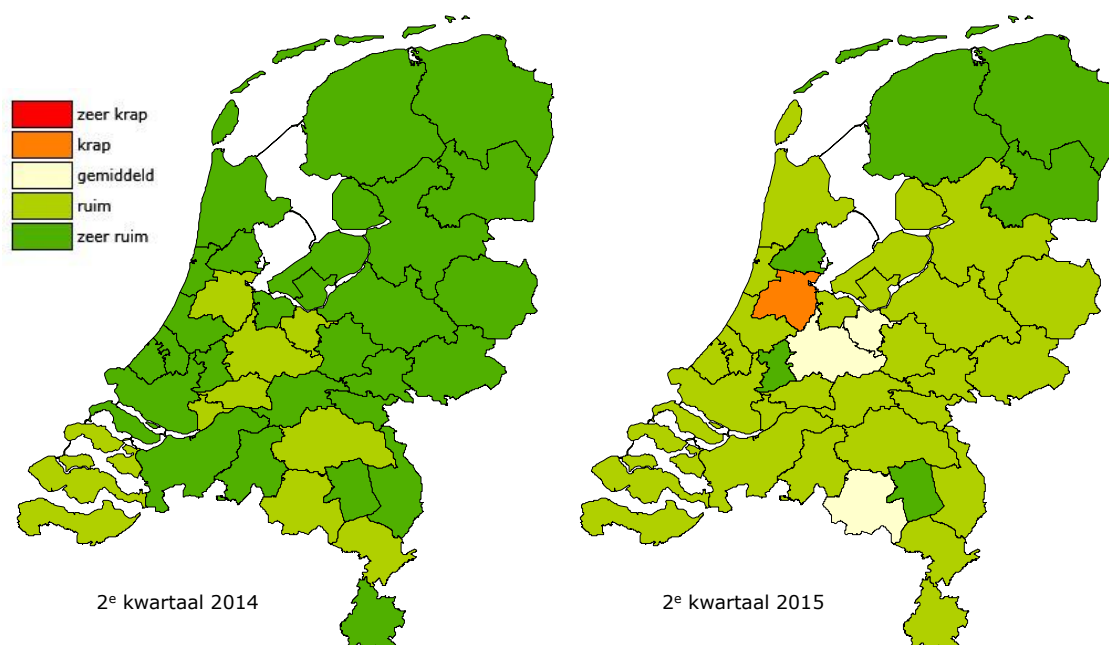 zeer krap
krap
gemiddeld
ruim
zeer ruim
2e kwartaal 2014
2e kwartaal 2015